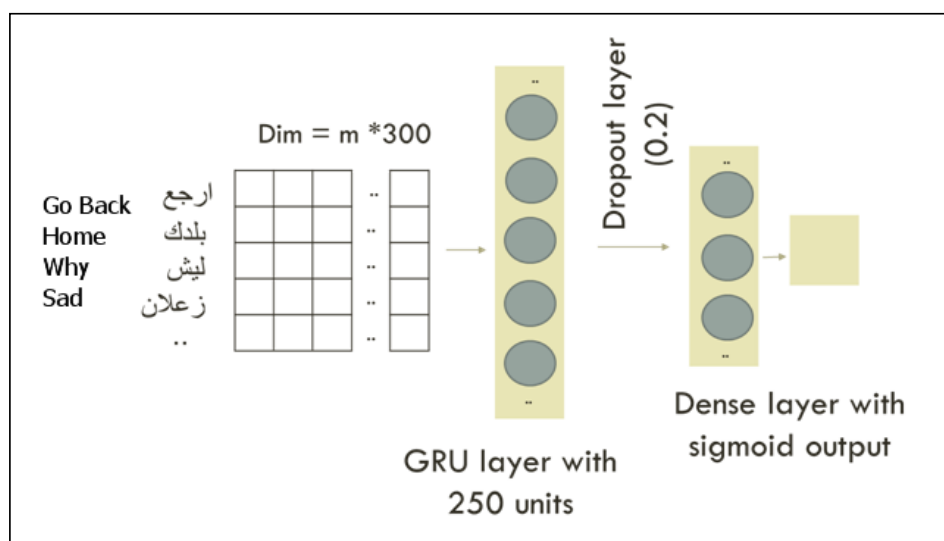 Dim = m *300
Go Back ارجع
Home بلدك
Why ليش
Sad زعلان
..
..
..
..
..
..
..
..
GRU layer with
250 units
Dropout layer
(0.2)
..
..
Dense layer with
sigmoid output